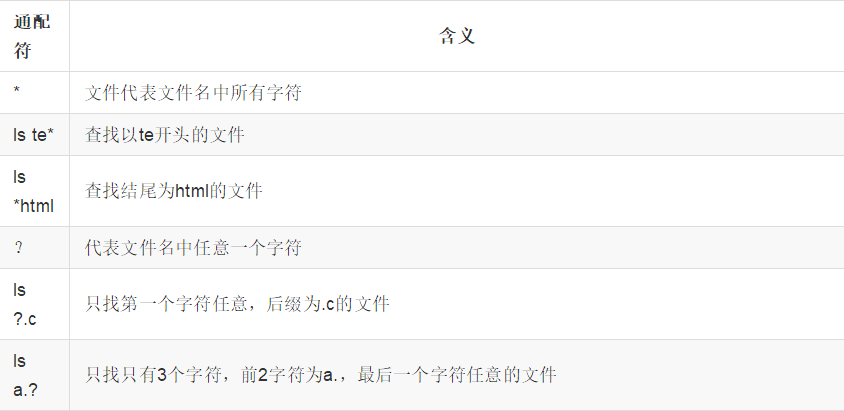 通配
符
含义
*
文件代表文件名中所有字符
ls te*
查找以te开头的文件
ls
*html
查找结尾为html的文件
？
代表文件名中任意一个字符
ls
?.c
只找第一个字符任意，后缀为.c的文件
ls
a.?
只找只有3个字符，前2字符为a.，最后一个字符任意的文件